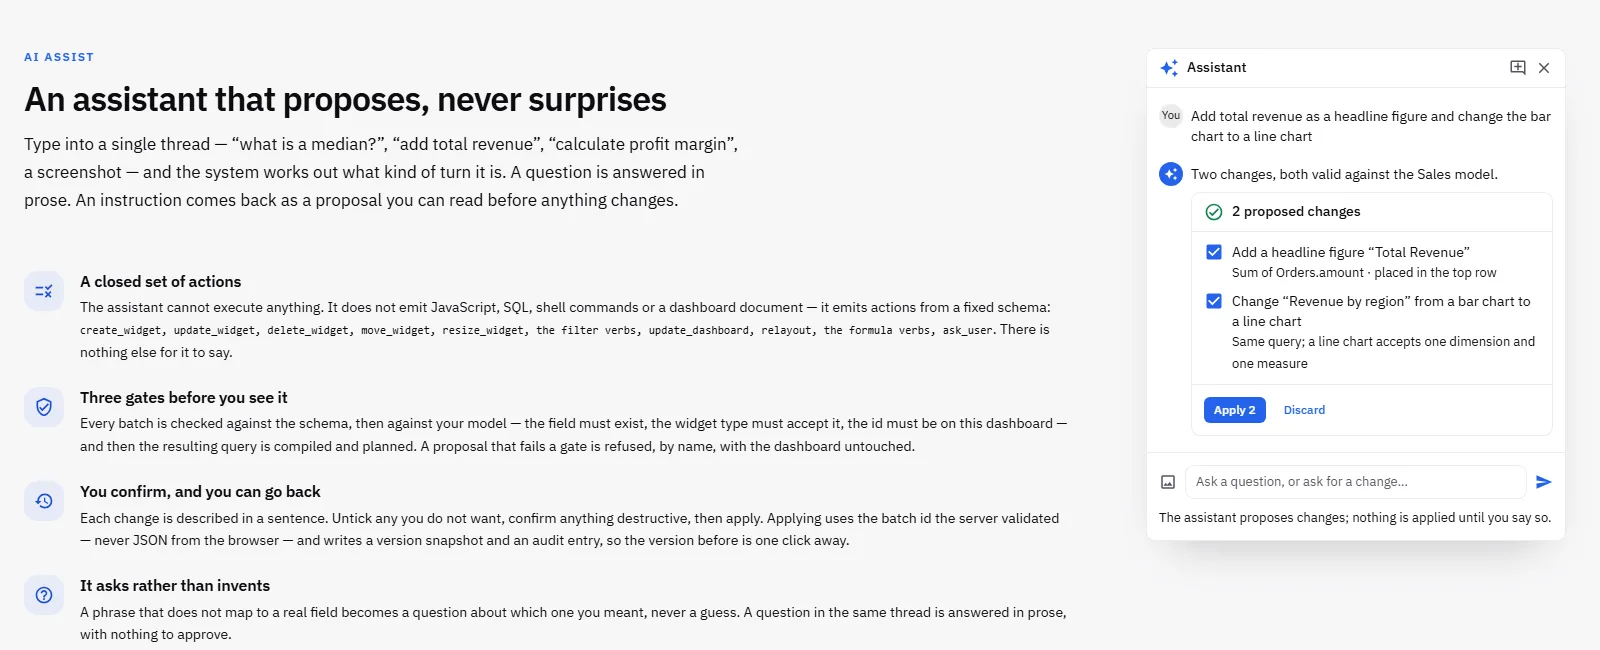 AI ASSIST
An assistant that proposes, never surprises
Type into a single thread — “what is a median?”, “add total revenue”, “calculate profit margin”,
a screenshot — and the system works out what kind of turn it is. A question is answered in
prose. An instruction comes back as a proposal you can read before anything changes.
A closed set of actions
The assistant cannot execute anything. It does not emit JavaScript, SQL, shell commands or a dashboard document — it emits actions from a fixed schema:
create_widget, update_widget, delete_widget, move_widget, resize_widget, the filter verbs, update_dashboard, relayout, the formula verbs, ask_user. There is
nothing else for it to say.
Three gates before you see it
Every batch is checked against the schema, then against your model — the field must exist, the widget type must accept it, the id must be on this dashboard —
and then the resulting query is compiled and planned. A proposal that fails a gate is refused, by name, with the dashboard untouched.
You confirm, and you can go back
Each change is described in a sentence. Untick any you do not want, confirm anything destructive, then apply. Applying uses the batch id the server validated
— never JSON from the browser — and writes a version snapshot and an audit entry, so the version before is one click away.
It asks rather than invents
A phrase that does not map to a real field becomes a question about which one you meant, never a guess. A question in the same thread is answered in prose,
with nothing to approve.
Assistant
You
Add total revenue as a headline figure and change the bar
chart to a line chart
Two changes, both valid against the Sales model.
2 proposed changes
Add a headline figure “Total Revenue”
Sum of Orders.amount · placed in the top row
Change “Revenue by region” from a bar chart to
a line chart
Same query; a line chart accepts one dimension and
one measure
Apply 2
Discard
Ask a question, or ask for a change…
The assistant proposes changes; nothing is applied until you say so.